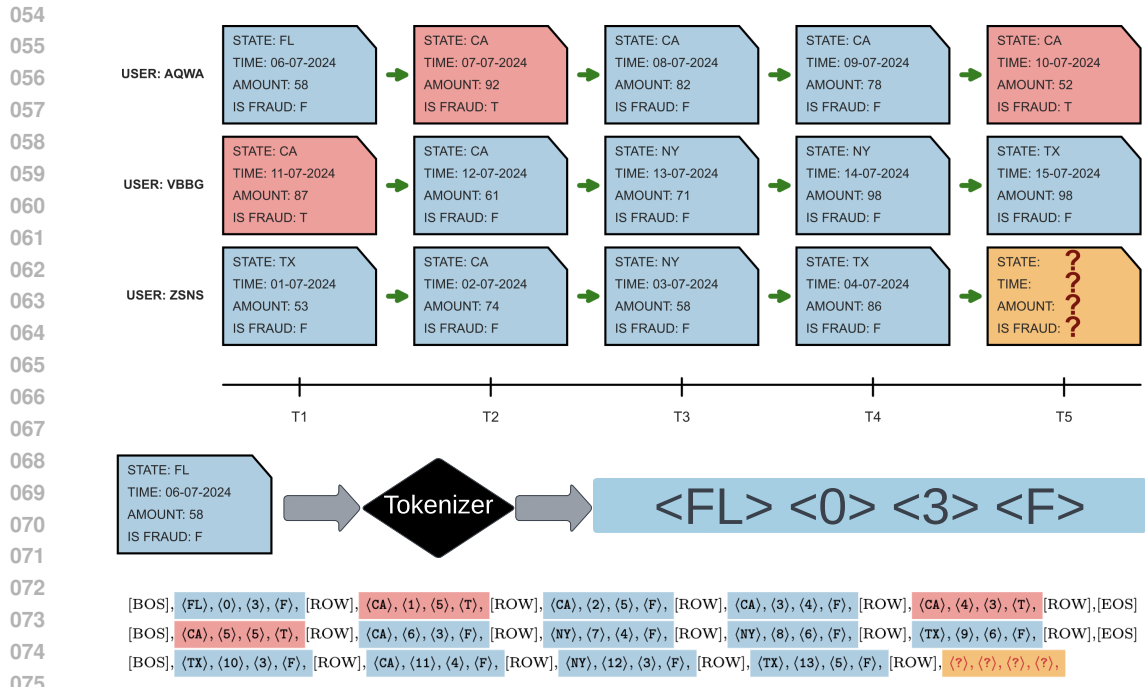 054
055
056
057
058
059
060
061
062
063
064
065
066
067
068
069
070
071
072
073
074
075
USER: AQWA
STATE: FL
TIME: 06-07-2024
AMOUNT: 58
IS FRAUD: F
STATE: CA
TIME: 07-07-2024
AMOUNT: 92
IS FRAUD: T
STATE: CA
TIME: 08-07-2024
AMOUNT: 82
IS FRAUD: F
STATE: CA
TIME: 09-07-2024
AMOUNT: 78
IS FRAUD: F
STATE: CA
TIME: 10-07-2024
AMOUNT: 52
IS FRAUD: T
USER: VBBG
STATE: CA
TIME: 11-07-2024
AMOUNT: 87
IS FRAUD: T
STATE: CA
TIME: 12-07-2024
AMOUNT: 61
IS FRAUD: F
STATE: NY
TIME: 13-07-2024
AMOUNT: 71
IS FRAUD: F
STATE: NY
TIME: 14-07-2024
AMOUNT: 98
IS FRAUD: F
STATE: TX
TIME: 15-07-2024
AMOUNT: 98
IS FRAUD: F
USER: ZSNS
STATE: TX
TIME: 01-07-2024
AMOUNT: 53
IS FRAUD: F
STATE: CA
TIME: 02-07-2024
AMOUNT: 74
IS FRAUD: F
STATE: NY
TIME: 03-07-2024
AMOUNT: 58
IS FRAUD: F
STATE: TX
TIME: 04-07-2024
AMOUNT: 86
IS FRAUD: F
STATE: ?
TIME: ?
AMOUNT: ?
IS FRAUD: ?
T1 T2 T3 T4 T5
STATE: FL
TIME: 06-07-2024
AMOUNT: 58
IS FRAUD: F
Tokenizer
<FL> <0> <3> <F>
[BOS], ⟨FL⟩, ⟨0⟩, ⟨3⟩, ⟨F⟩, [ROW], ⟨CA⟩, ⟨1⟩, ⟨5⟩, ⟨T⟩, [ROW], ⟨CA⟩, ⟨2⟩, ⟨5⟩, ⟨F⟩, [ROW], ⟨CA⟩, ⟨3⟩, ⟨4⟩, ⟨F⟩, [ROW], ⟨CA⟩, ⟨4⟩, ⟨3⟩, ⟨T⟩, [ROW],[EOS]
[BOS], ⟨CA⟩, ⟨5⟩, ⟨5⟩, ⟨T⟩, [ROW], ⟨CA⟩, ⟨6⟩, ⟨3⟩, ⟨F⟩, [ROW], ⟨NY⟩, ⟨7⟩, ⟨4⟩, ⟨F⟩, [ROW], ⟨NY⟩, ⟨8⟩, ⟨6⟩, ⟨F⟩, [ROW], ⟨TX⟩, ⟨9⟩, ⟨6⟩, ⟨F⟩, [ROW],[EOS]
[BOS], ⟨TX⟩, ⟨10⟩, ⟨3⟩, ⟨F⟩, [ROW], ⟨CA⟩, ⟨11⟩, ⟨4⟩, ⟨F⟩, [ROW], ⟨NY⟩, ⟨12⟩, ⟨3⟩, ⟨F⟩, [ROW], ⟨TX⟩, ⟨13⟩, ⟨5⟩, ⟨F⟩, [ROW], ⟨?⟩, ⟨?⟩, ⟨?⟩, ⟨?⟩,